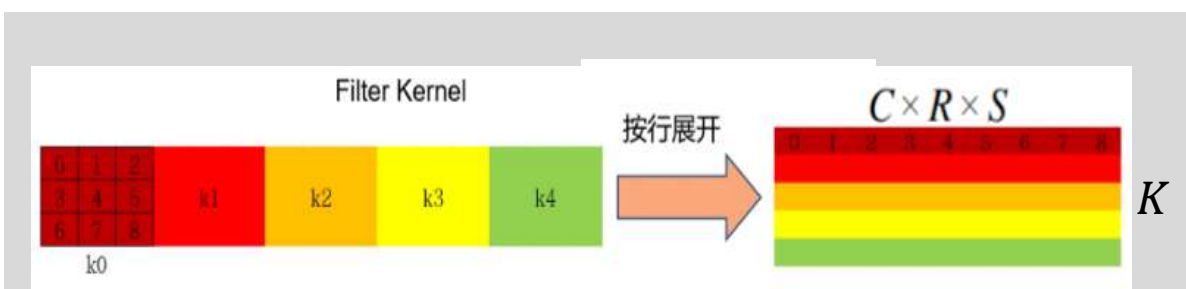 Filter Kernel
C×R×S
按行展开
0 1 2 3 4 5 6 7 8
0 1 2
3 4 5
6 7 8
k1 k2 k3 k4
K
k0